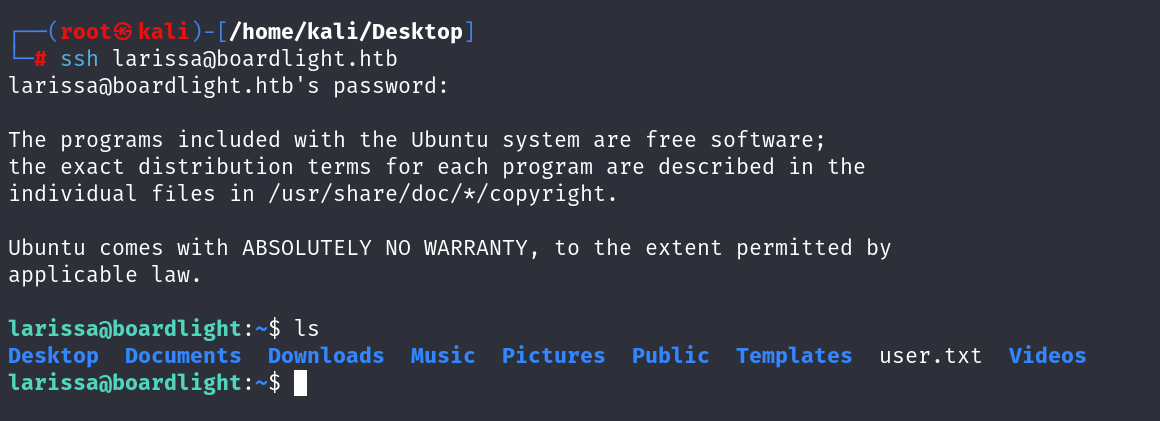 ┌──(root㉿kali)-[/home/kali/Desktop]
└─# ssh larissa@boardlight.htb
larissa@boardlight.htb's password:
The programs included with the Ubuntu system are free software;
the exact distribution terms for each program are described in the
individual files in /usr/share/doc/*/copyright.
Ubuntu comes with ABSOLUTELY NO WARRANTY, to the extent permitted by
applicable law.
larissa@boardlight:~$ ls
Desktop  Documents  Downloads  Music  Pictures  Public  Templates  user.txt  Videos
larissa@boardlight:~$